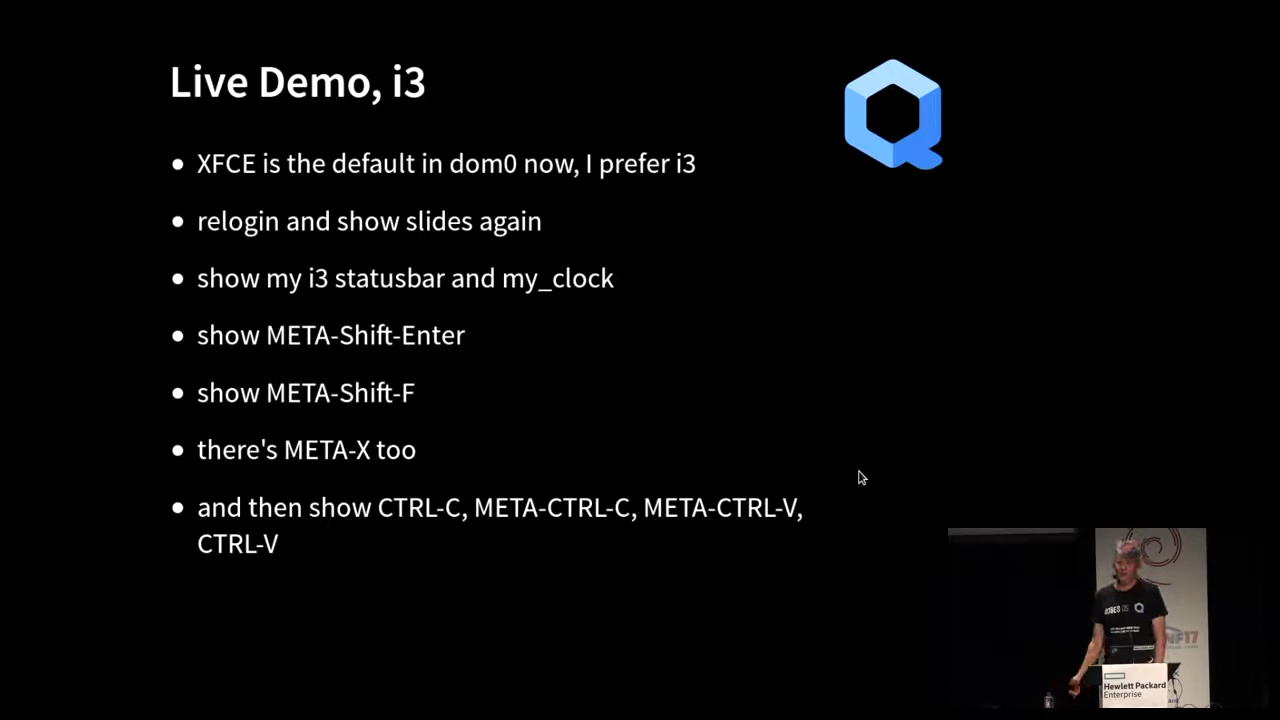 Live Demo, i3
XFCE is the default in dom0 now, I prefer i3
relogin and show slides again
show my i3 statusbar and my_clock
show META-Shift-Enter
show META-Shift-F
there's META-X too
and then show CTRL-C, META-CTRL-C, META-CTRL-V,
CTRL-V
Hewlett Packard
Enterprise